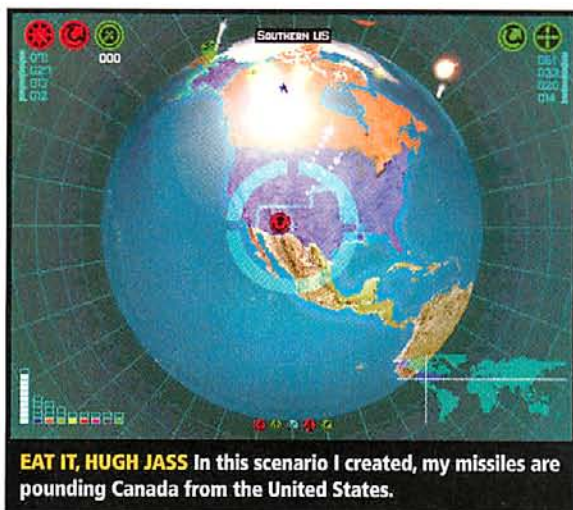 SOUTHERN US
000
EAT IT, HUGH JASS In this scenario I created, my missiles are
pounding Canada from the United States.